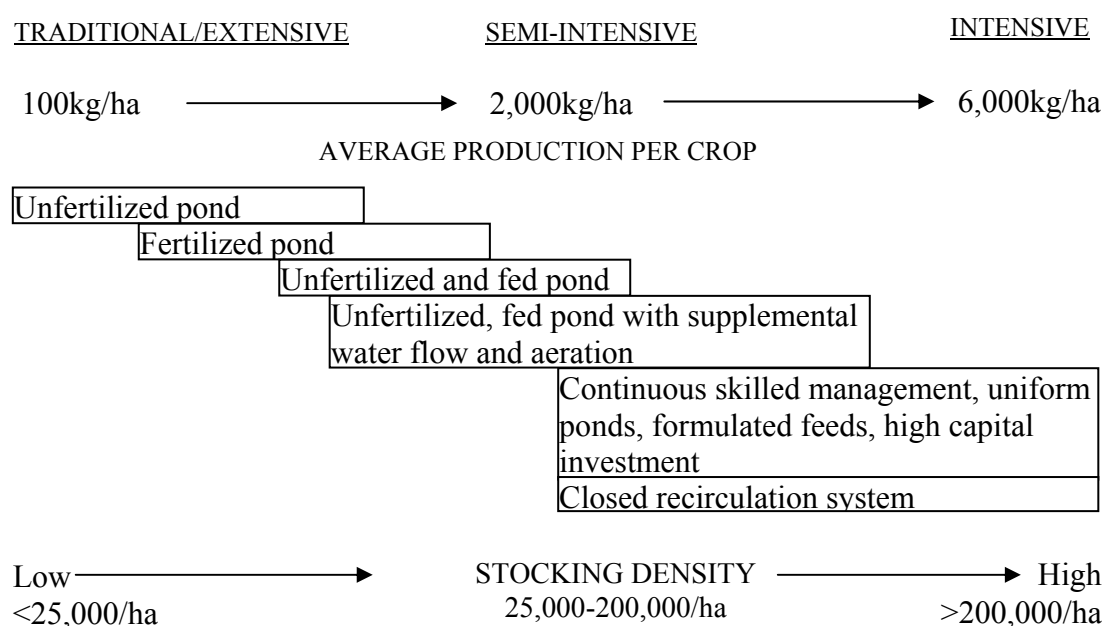 TRADITIONAL/EXTENSIVE SEMI-INTENSIVE INTENSIVE
100kg/ha 2,000kg/ha 6,000kg/ha
AVERAGE PRODUCTION PER CROP
Unfertilized pond
Fertilized pond
Unfertilized and fed pond
Unfertilized, fed pond with supplemental
water flow and aeration
Continuous skilled management, uniform
ponds, formulated feeds, high capital
investment
Closed recirculation system
Low STOCKING DENSITY High
<25,000/ha 25,000-200,000/ha >200,000/ha